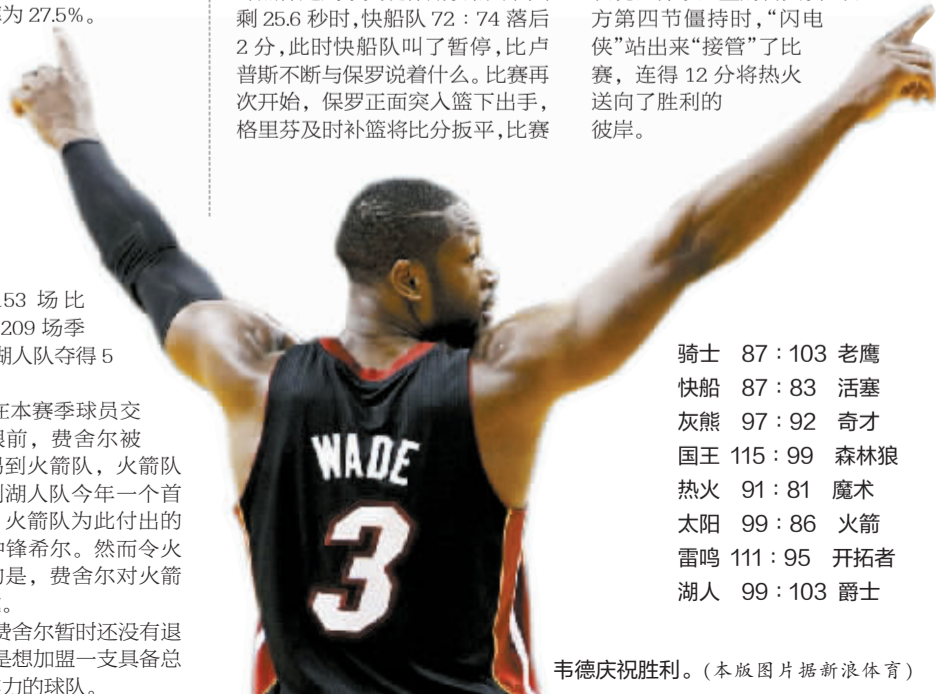 为 27.5%。
53 场 比
209 场季
湖人队夺得 5
在本赛季球员交
费舍尔被
到火箭队，火箭队
湖人队今年一个首
火箭队为此付出的
锋希尔。然而令火
是，费舍尔对火箭
费舍尔暂时还没有退
是想加盟一支具备总
力的球队。
剩 25.6 秒时，快船队 72：74 落后
2 分，此时快船队叫了暂停，比卢
普斯不断与保罗说着什么。比赛再
次开始，保罗正面突入篮下出手，
格里芬及时补篮将比分扳平，比赛
方第四节僵持时，“闪电
侠”站出来“接管”了比
赛，连得 12 分将热火
送向了胜利的
彼岸。
WADE
3
骑士 87：103 老鹰
快船 87：83 活塞
灰熊 97：92 奇才
国王 115：99 森林狼
热火 91：81 魔术
太阳 99：86 火箭
雷鸣 111：95 开拓者
湖人 99：103 爵士
韦德庆祝胜利。(本版图片据新浪体育)